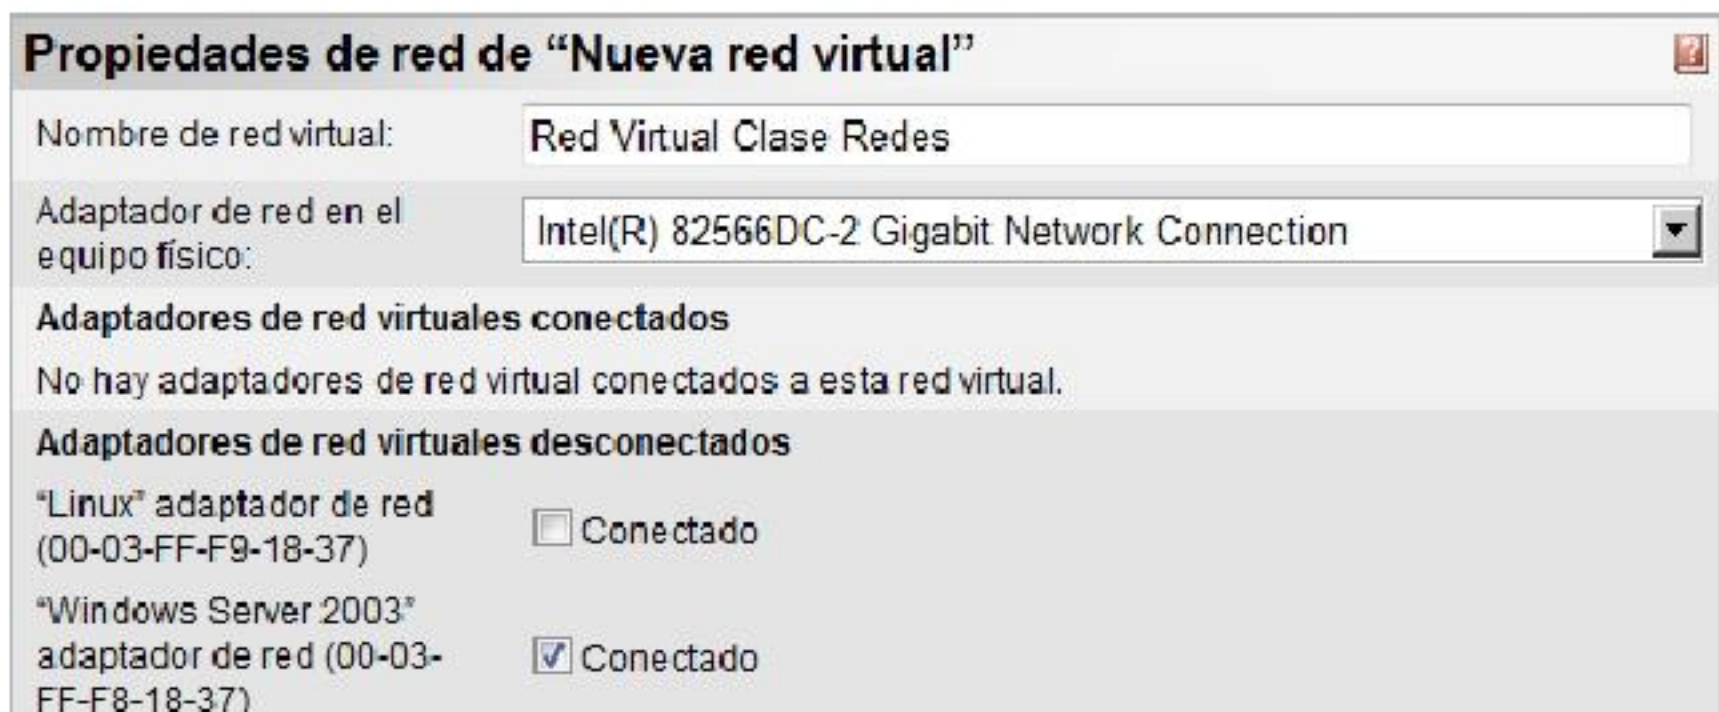 Propiedades de red de “Nueva red virtual”
Nombre de red virtual:
Red Virtual Clase Redes
Adaptador de red en el
equipo físico:
Intel(R) 82566DC-2 Gigabit Network Connection
Adaptadores de red virtuales conectados
No hay adaptadores de red virtual conectados a esta red virtual.
Adaptadores de red virtuales desconectados
“Linux” adaptador de red
(00-03-FF-F9-18-37)
Conectado
“Windows Server 2003”
adaptador de red (00-03-
FF-F8-18-37)
Conectado